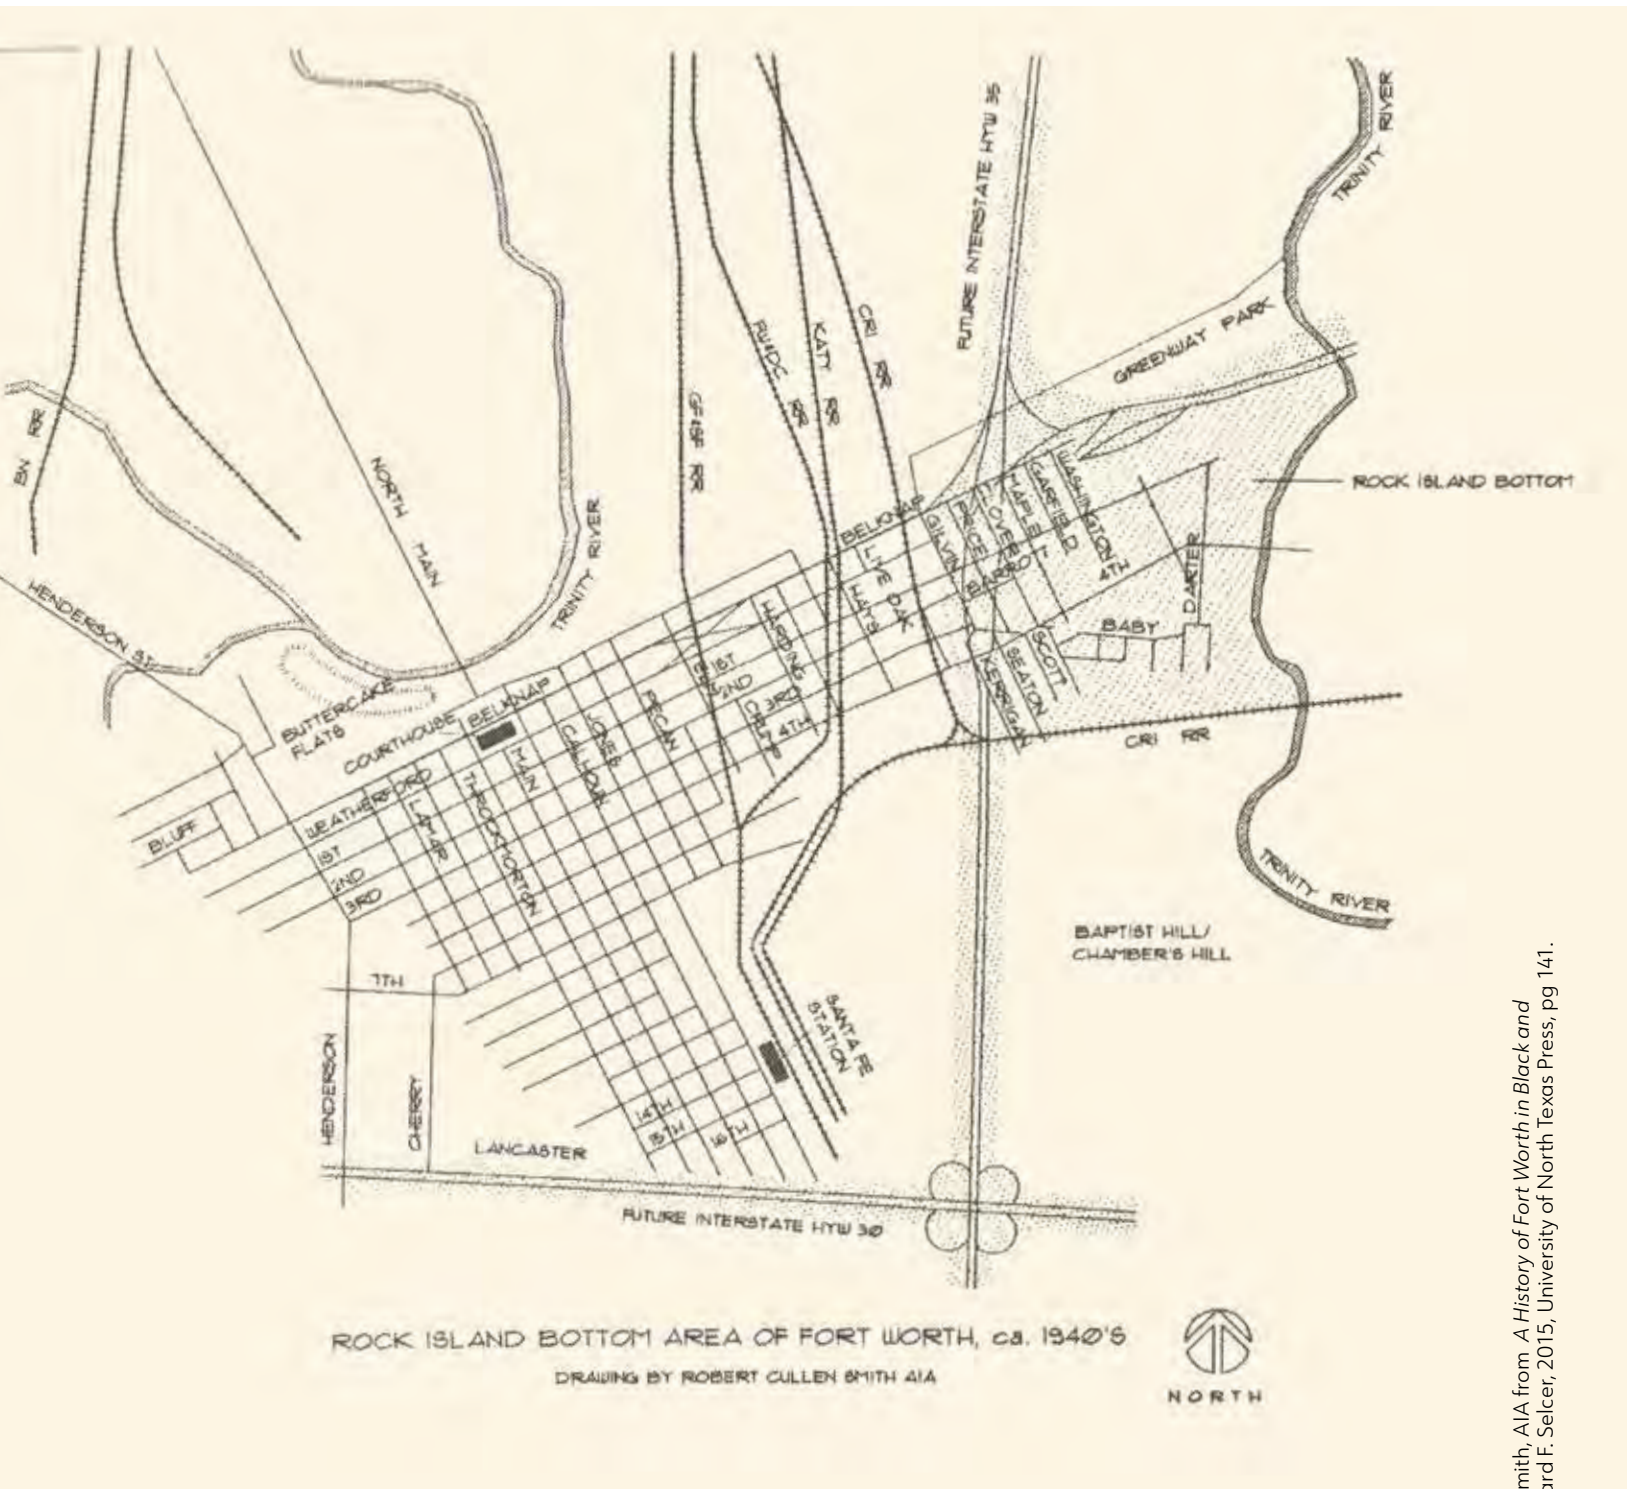 FUTURE INTERSTATE HYW 35
TRINITY RIVER
GREENWAY PARK
CRI RR
KATY RR
FW&DC RR
BN RR
NORTH MAIN
TRINITY RIVER
ROCK ISLAND BOTTOM
WASHINGTON
GARFIELD
MAPLE
CLOVER
PRICE
GILVIN
BELKNAP
LIVE OAK
HAYS
BARROTT
4TH
DARTER
BABY
SCOTT
SEATON
KERRIGAN
HARDING
1ST
2ND
3RD
4TH
CRUMP
PECAN
JONES
CALHOUN
MAIN
THROCKMORTON
LAMAR
HENDERSON ST.
BUTTERCAKE
FLATS
COURTHOUSE
BELKNAP
WEATHERFORD
BLUFF
1ST
2ND
3RD
CRI RR
TRINITY RIVER
BAPTIST HILL/
CHAMBER'S HILL
7TH
HENDERSON
CHERRY
SANTA FE
STATION
14TH
15TH
16TH
LANCASTER
FUTURE INTERSTATE HYW 30
ROCK ISLAND BOTTOM AREA OF FORT WORTH, ca. 1940'S
DRAWING BY ROBERT CULLEN SMITH AIA
NORTH
mith, AIA from A History of Fort Worth in Black and
ard F. Selcer, 2015, University of North Texas Press, pg 141.